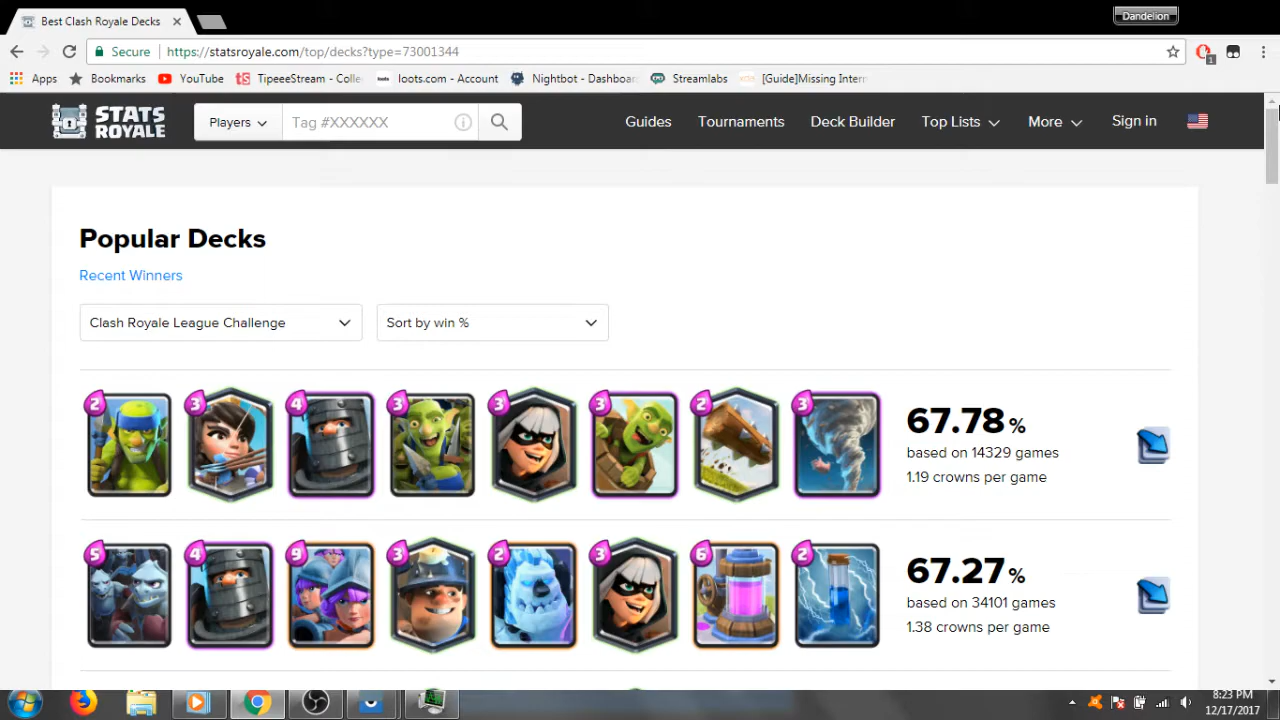 Best Clash Royale Decks
Dandelion
Secure https://statsroyale.com/top/decks?type=73001344
1
Apps Bookmarks YouTube TipeeeStream - Colle loots.com - Account Nightbot - Dashboar Streamlabs [Guide]Missing Intern
STATS ROYALE
Players Tag #XXXXXX
Guides Tournaments Deck Builder Top Lists More Sign in
Popular Decks
Recent Winners
Clash Royale League Challenge Sort by win %
2 3 4 3 3 3 2 3
67.78 %
based on 14329 games
1.19 crowns per game
5 4 9 3 2 3 6 2
67.27 %
based on 34101 games
1.38 crowns per game
8:23 PM
12/17/2017